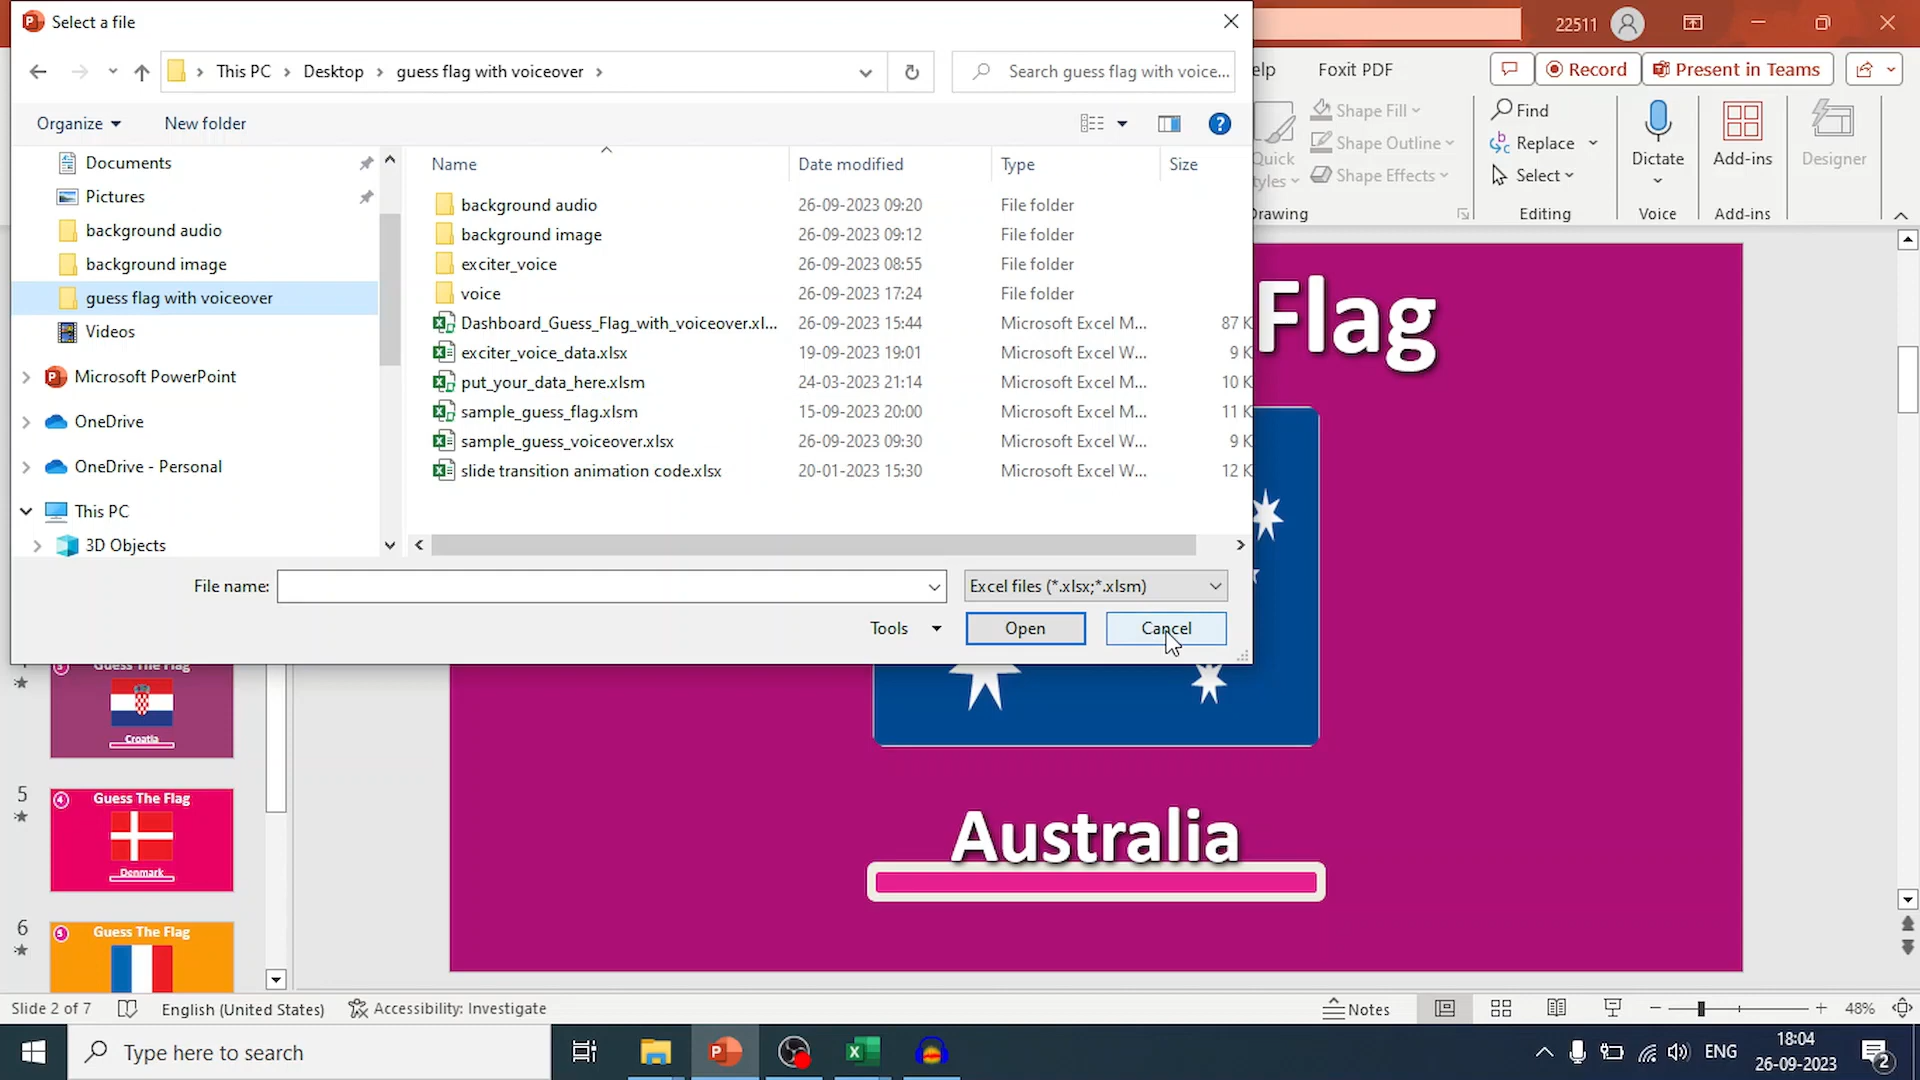 Select a file
22511
This PC
Desktop
guess flag with voiceover
Search guess flag with voice...
elp
Foxit PDF
Record
Present in Teams
Organize
New folder
Shape Fill
Shape Outline
Shape Effects
Quick
tyles
Find
Replace
Select
Dictate
Add-ins
Designer
Drawing
Editing
Voice
Add-ins
Documents
Pictures
background audio
background image
guess flag with voiceover
Videos
Microsoft PowerPoint
OneDrive
OneDrive - Personal
This PC
3D Objects
Name Date modified Type Size
background audio 26-09-2023 09:20 File folder
background image 26-09-2023 09:12 File folder
exciter_voice 26-09-2023 08:55 File folder
voice 26-09-2023 17:24 File folder
Dashboard_Guess_Flag_with_voiceover.xl... 26-09-2023 15:44 Microsoft Excel M... 87 K
exciter_voice_data.xlsx 19-09-2023 19:01 Microsoft Excel W... 9 K
put_your_data_here.xlsm 24-03-2023 21:14 Microsoft Excel M... 10 K
sample_guess_flag.xlsm 15-09-2023 20:00 Microsoft Excel M... 11 K
sample_guess_voiceover.xlsx 26-09-2023 09:30 Microsoft Excel W... 9 K
slide transition animation code.xlsx 20-01-2023 15:30 Microsoft Excel W... 12 K
File name:
Excel files (*.xlsx;*.xlsm)
Tools
Open
Cancel
Flag
Australia
3
Guess The Flag
Croatia
5
4
Guess The Flag
Denmark
6
5
Guess The Flag
Slide 2 of 7
English (United States)
Accessibility: Investigate
Notes
48%
Type here to search
ENG
18:04
26-09-2023
2